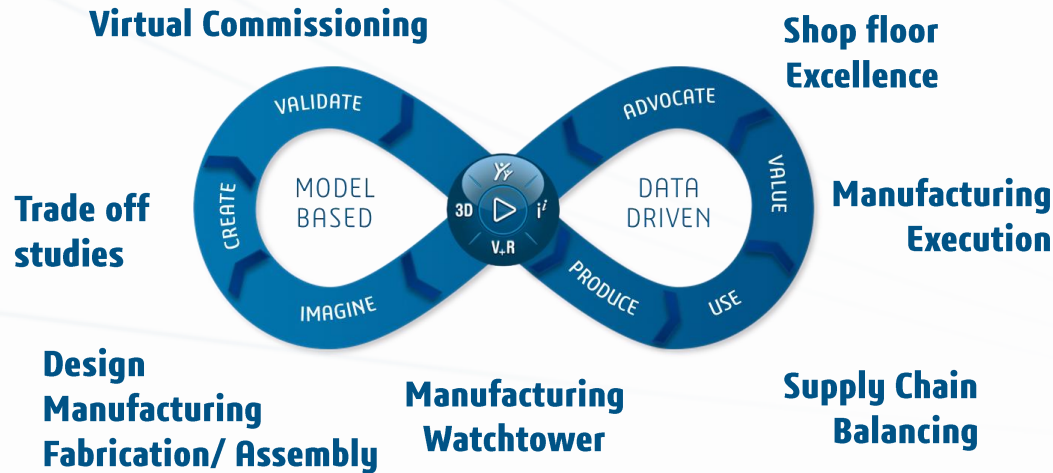 Virtual Commissioning
Shop floor
Excellence
VALIDATE
ADVOCATE
CREATE
MODEL
BASED
3D
V+R
iⁱ
DATA
DRIVEN
VALUE
Trade off
studies
Manufacturing
Execution
IMAGINE
PRODUCE
USE
Design
Manufacturing
Fabrication/ Assembly
Manufacturing
Watchtower
Supply Chain
Balancing